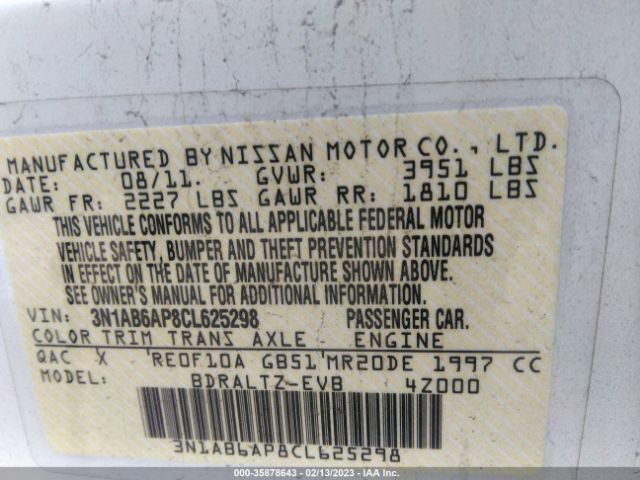 MANUFACTURED BY NISSAN MOTOR CO., LTD.
DATE: 08/11. GVWR: 3951 LBS
GAWR FR: 2227 LBS GAWR RR: 1810 LBS
THIS VEHICLE CONFORMS TO ALL APPLICABLE FEDERAL MOTOR
VEHICLE SAFETY, BUMPER AND THEFT PREVENTION STANDARDS
IN EFFECT ON THE DATE OF MANUFACTURE SHOWN ABOVE.
SEE OWNER'S MANUAL FOR ADDITIONAL INFORMATION.
VIN: 3N1AB6AP8CL625298 PASSENGER CAR.
COLOR TRIM TRANS AXLE ENGINE
QAC X RE0F10A GB51 MR20DE 1997 CC
MODEL: BDRALTZ-EVB 4Z000
3N1AB6AP8CL625298
000-35878643 - 02/13/2023 - IAA Inc.